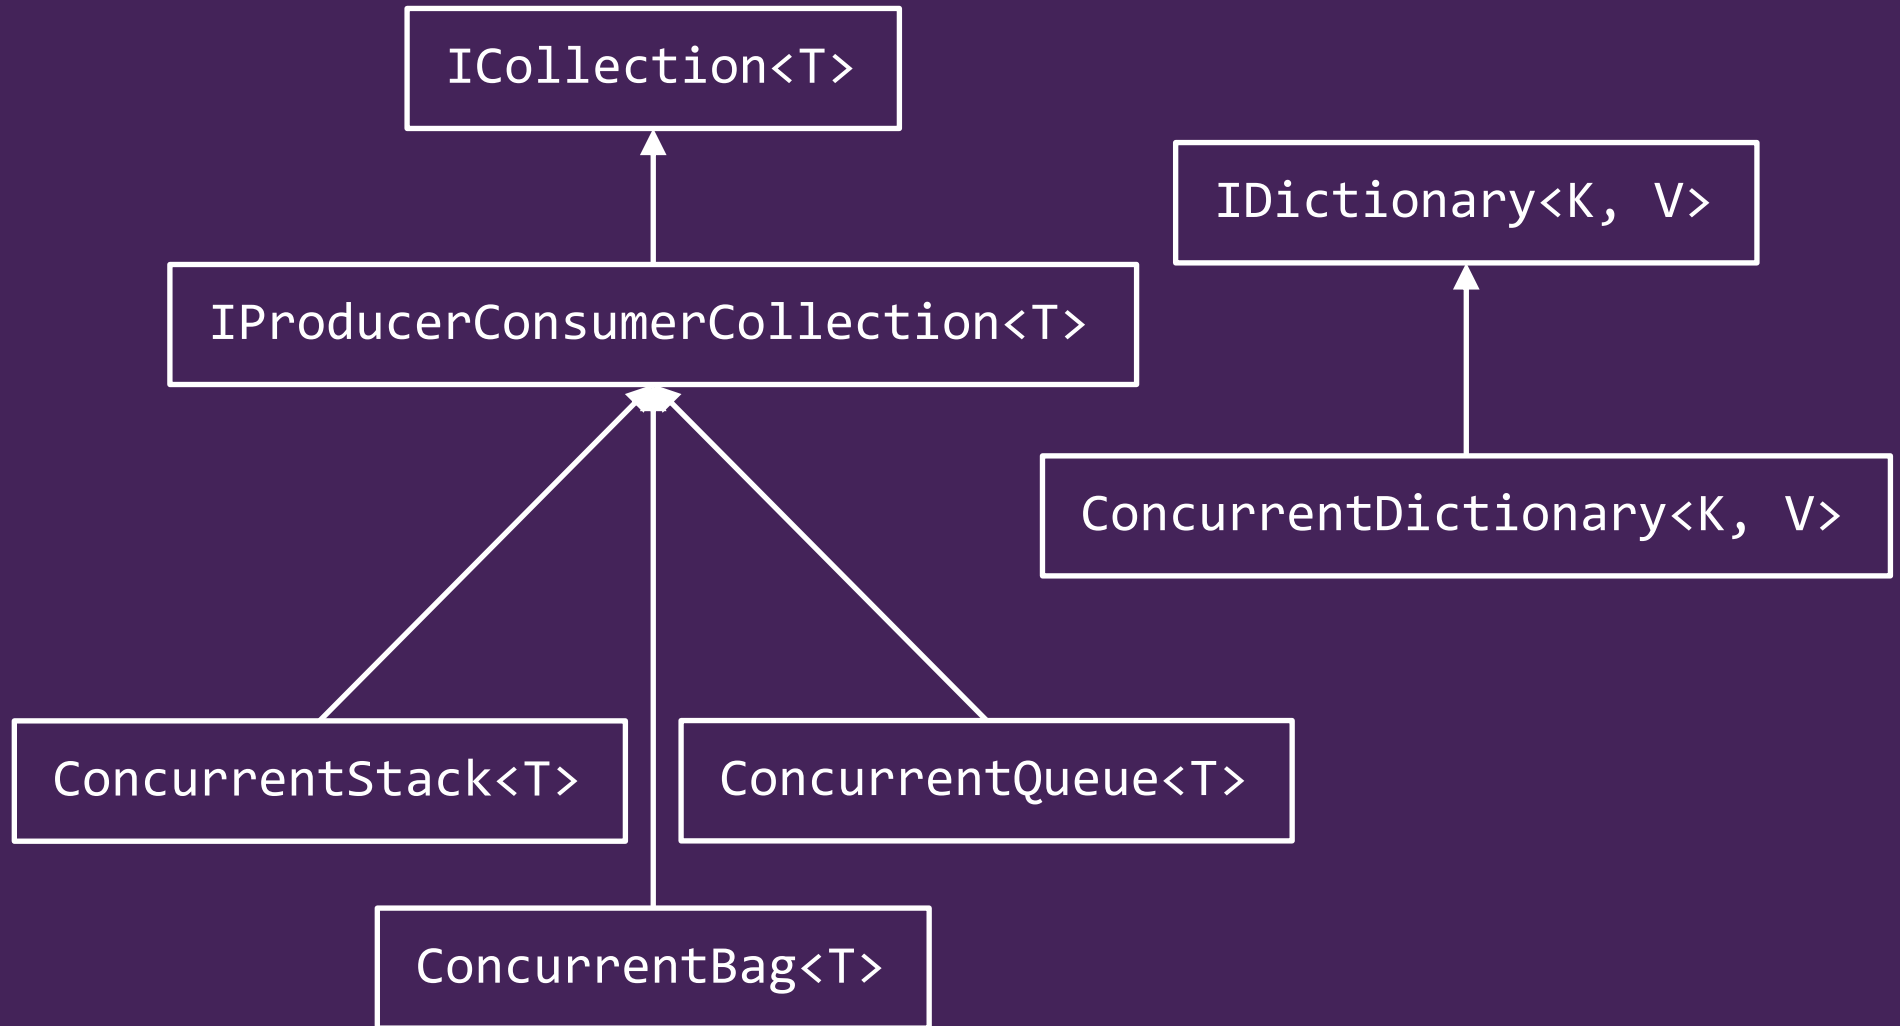 ICollection<T>
IDictionary<K, V>
IProducerConsumerCollection<T>
ConcurrentDictionary<K, V>
ConcurrentStack<T>
ConcurrentQueue<T>
ConcurrentBag<T>